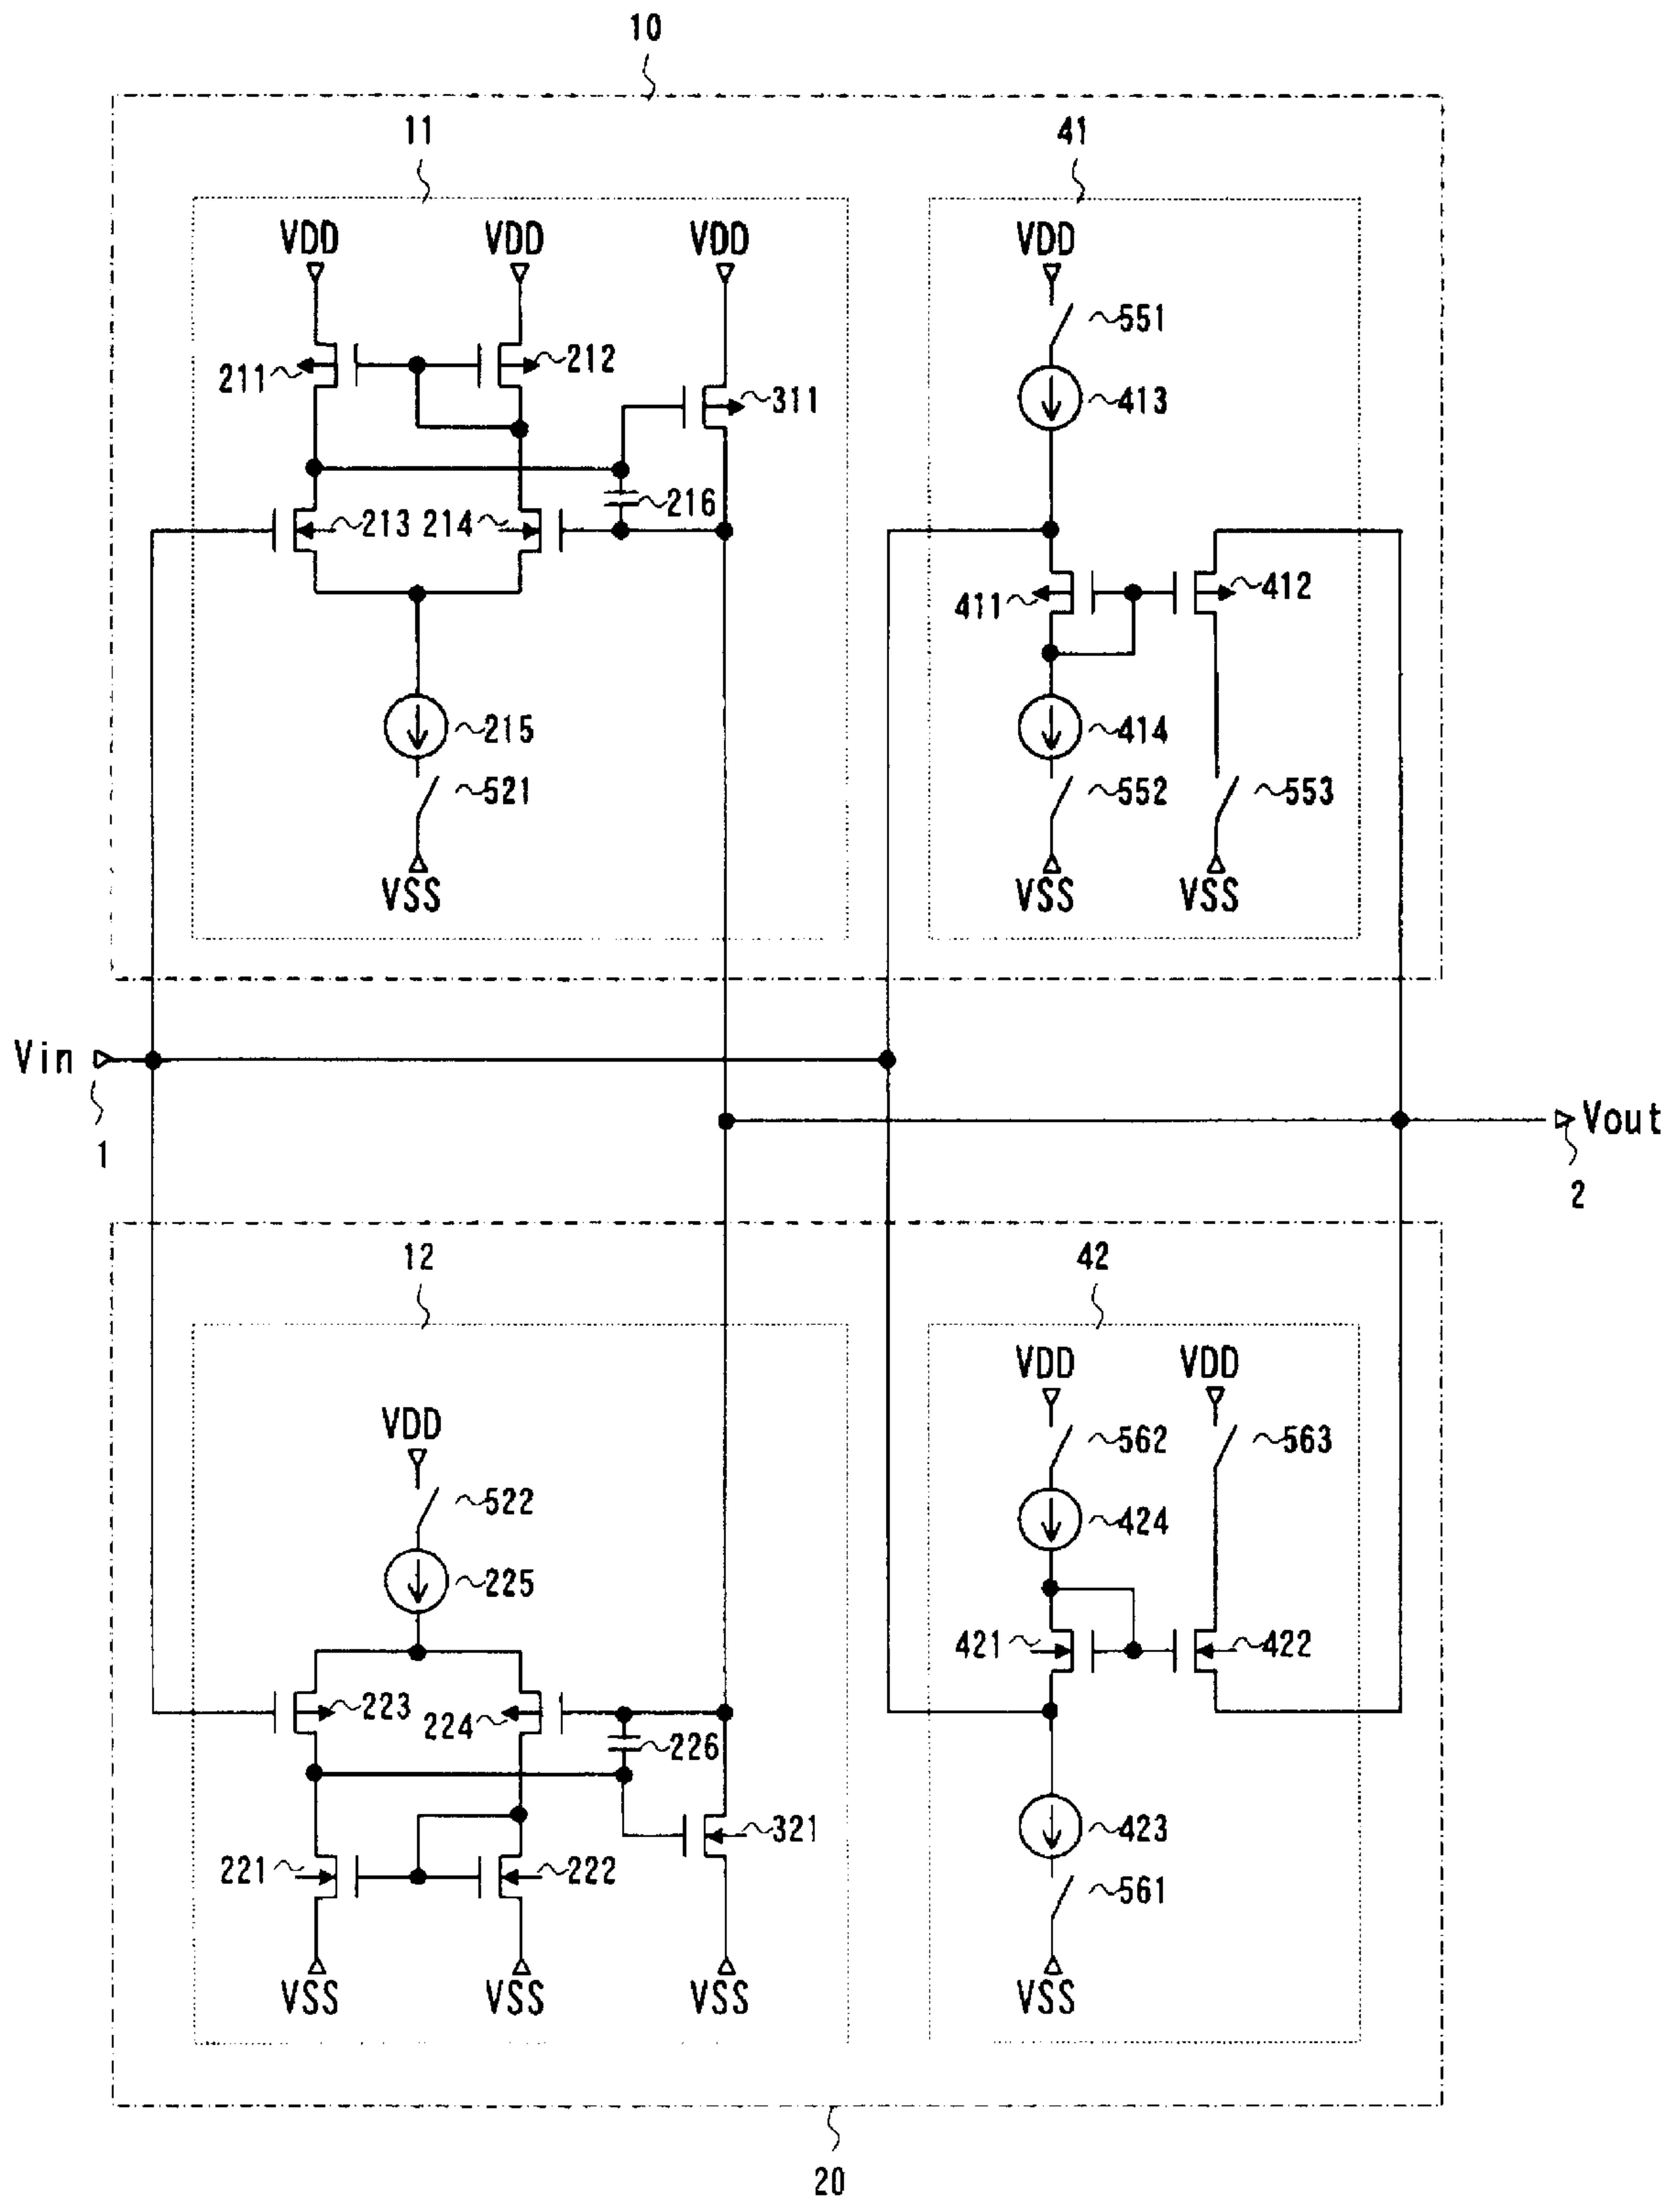 10
11
41
VDD VDD VDD VDD
551
211 212 311 413
216
213 214
411 412
215 414
521 552 553
VSS VSS VSS
Vin
1
Vout
2
12
42
VDD VDD
VDD 562 563
522 424
225
421 422
223 224
226
321 423
221 222
561
VSS VSS VSS VSS
20